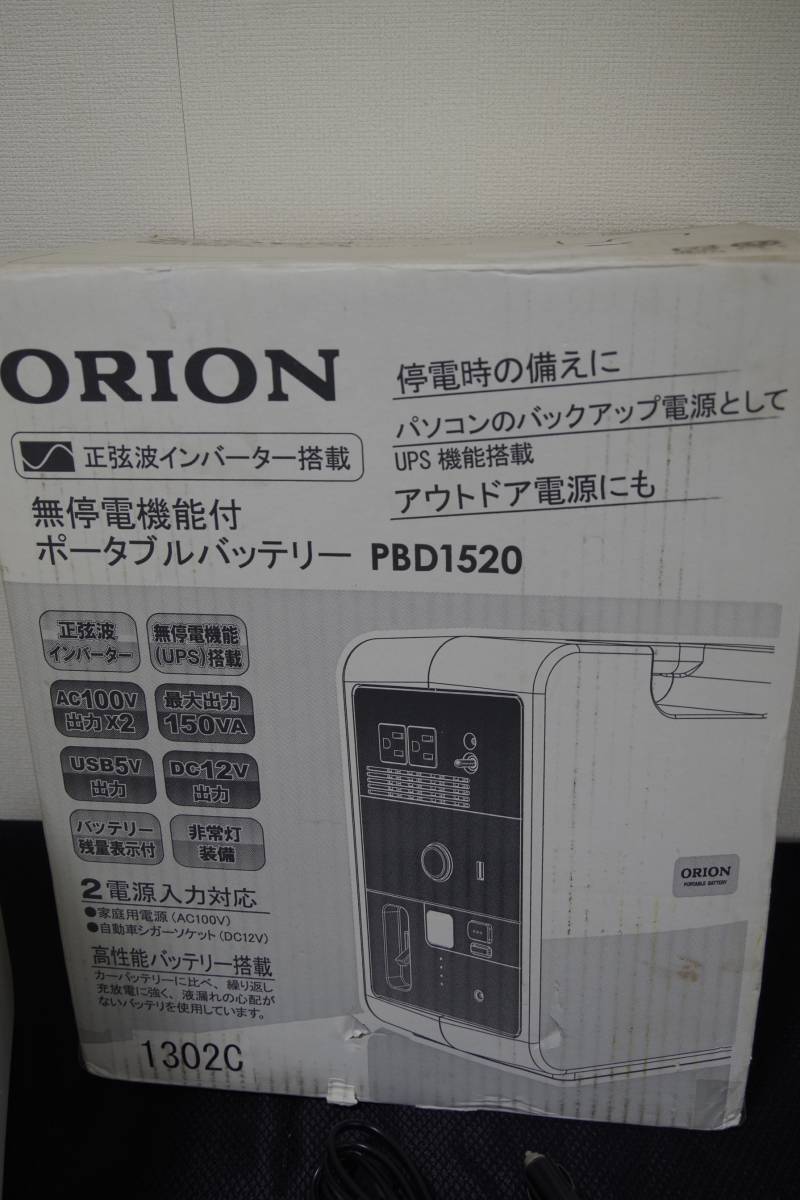 ORION
正弦波インバーター搭載
無停電機能付
ポータブルバッテリー PBD1520
停電時の備えに
パソコンのバックアップ電源として
UPS 機能搭載
アウトドア電源にも
正弦波
インバーター
無停電機能
(UPS)搭載
AC100V
出力X2
最大出力
150VA
USB5V
出力
DC12V
出力
バッテリー
残量表示付
非常灯
装備
2電源入力対応
●家庭用電源(AC100V)
●自動車シガーソケット(DC12V)
高性能バッテリー搭載
カーバッテリーに比べ、繰り返し
充放電に強く、液漏れの心配が
ないバッテリを使用しています。
1302C
ORION
PORTABLE BATTERY